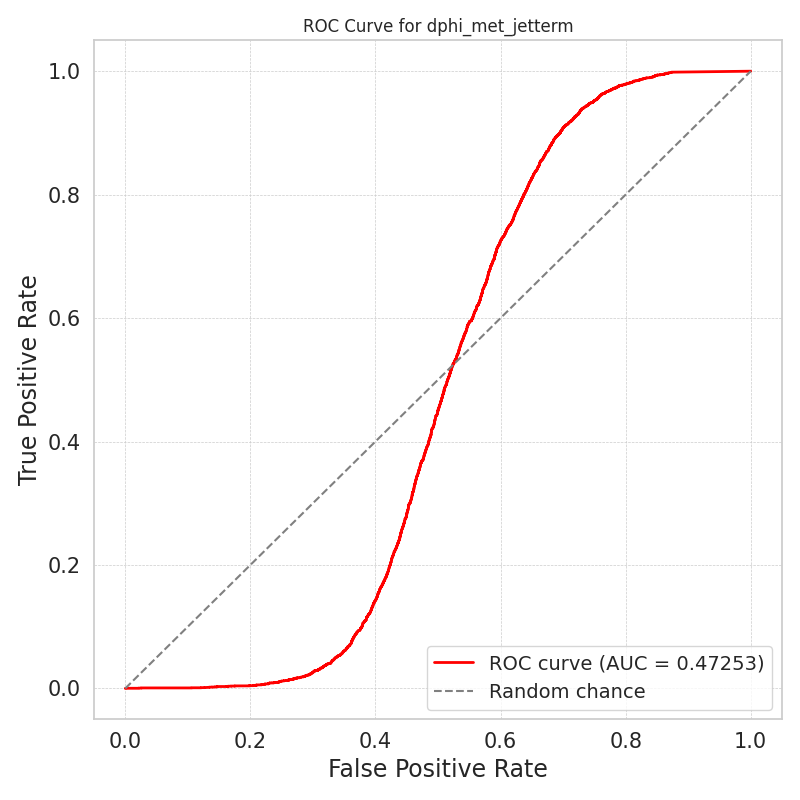 ROC Curve for dphi_met_jetterm
1.0
0.8
0.6
0.4
0.2
0.0
True Positive Rate
ROC curve (AUC = 0.47253)
Random chance
0.0 0.2 0.4 0.6 0.8 1.0
False Positive Rate